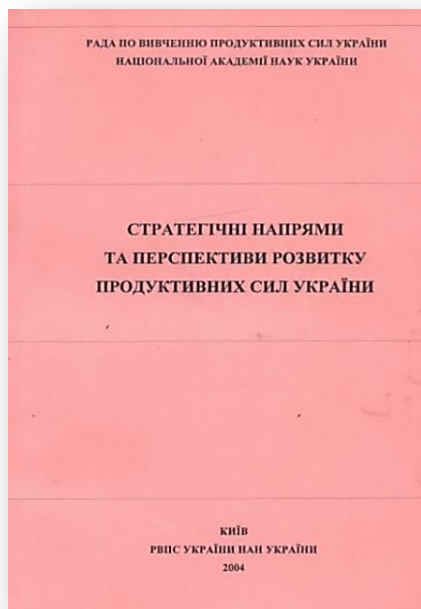 РАДА ПО ВИВЧЕННЮ ПРОДУКТИВНИХ СИЛ УКРАЇНИ
НАЦІОНАЛЬНОЇ АКАДЕМІЇ НАУК УКРАЇНИ
СТРАТЕГІЧНІ НАПРЯМИ
ТА ПЕРСПЕКТИВИ РОЗВИТКУ
ПРОДУКТИВНИХ СИЛ УКРАЇНИ
КИЇВ
РВПС УКРАЇНИ НАН УКРАЇНИ
2004